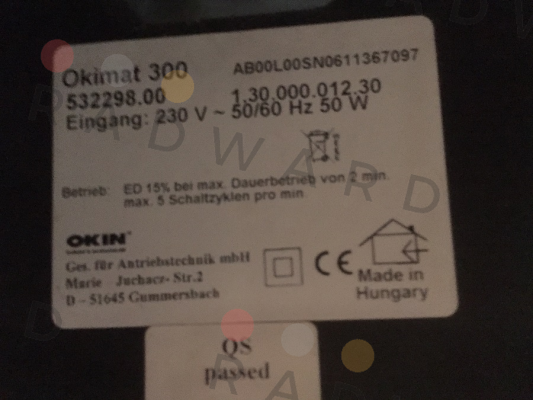 Okimat 300
AB00L00SN0611367097
532298.00
1.30.000.012.30
Eingang: 230 V ~ 50/60 Hz 50 W
Betrieb: ED 15% bei max. Dauerbetrieb von 2 min.
max. 5 Schaltzyklen pro min.
OKIN
Ges. für Antriebstechnik mbH
Marie - Juchacz- Str.2
D – 51645 Gummersbach
CE
Made in
Hungary
QS
passed
RADWARD